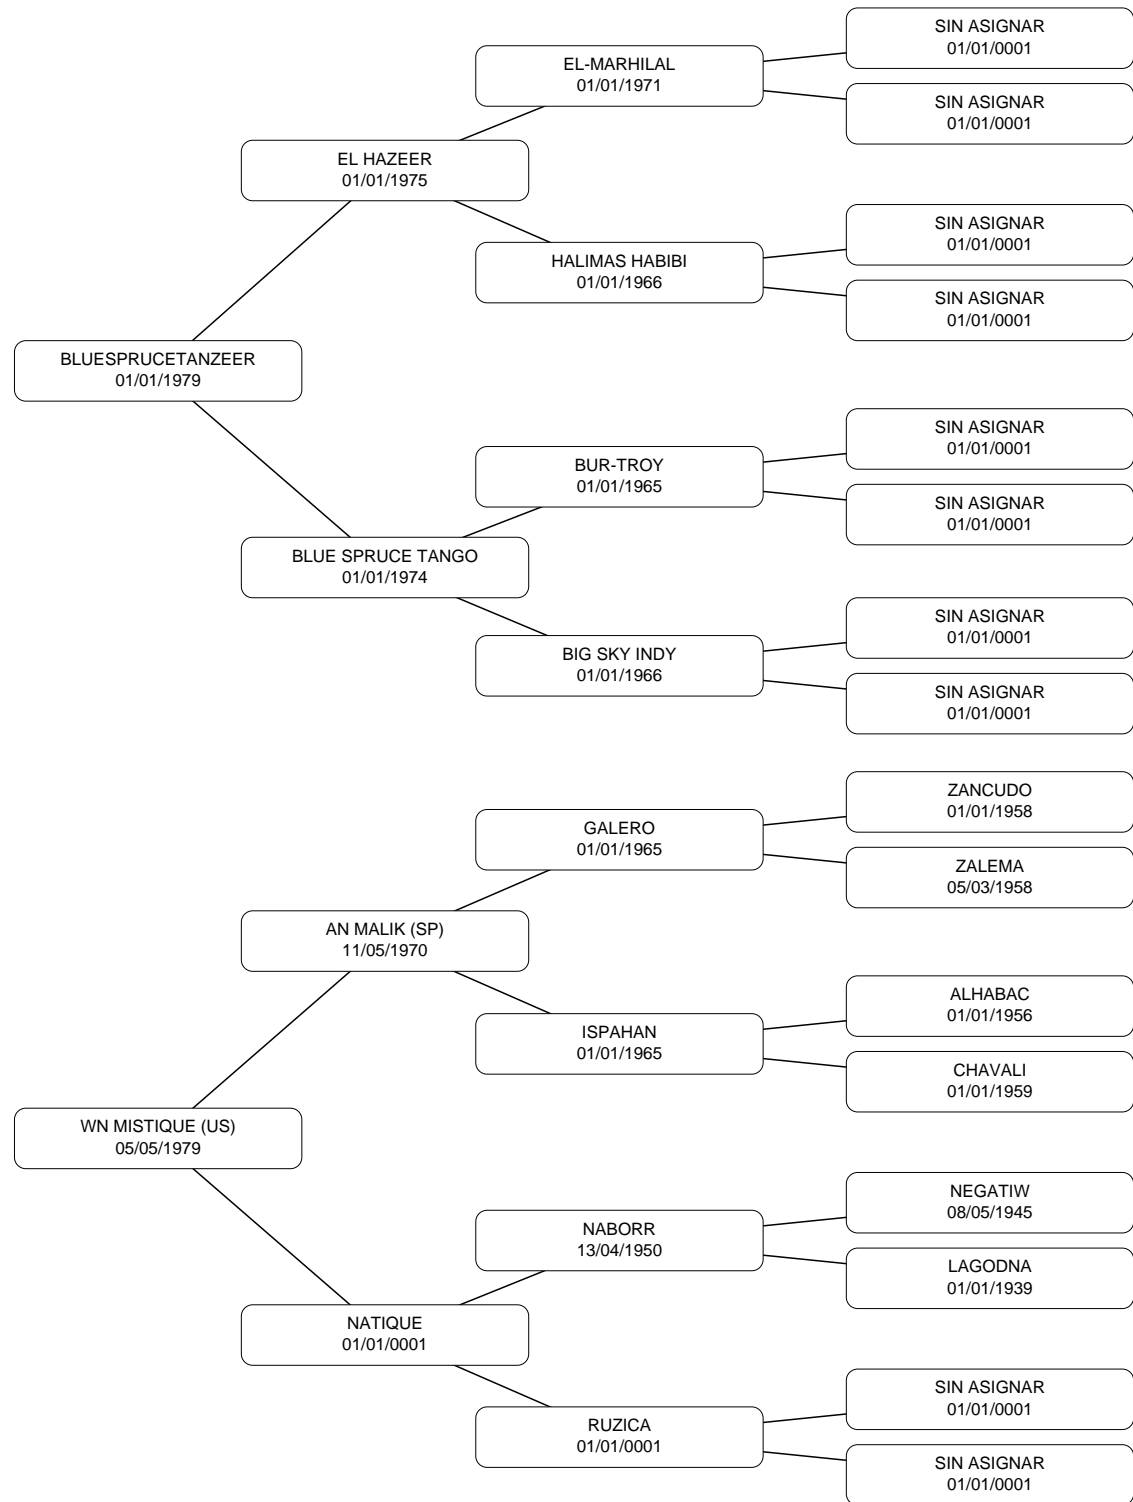 SIN ASIGNAR
01/01/0001
EL-MARHILAL
01/01/1971
SIN ASIGNAR
01/01/0001
EL HAZEER
01/01/1975
SIN ASIGNAR
01/01/0001
HALIMAS HABIBI
01/01/1966
SIN ASIGNAR
01/01/0001
BLUESPRUCETANZEER
01/01/1979
SIN ASIGNAR
01/01/0001
BUR-TROY
01/01/1965
SIN ASIGNAR
01/01/0001
BLUE SPRUCE TANGO
01/01/1974
SIN ASIGNAR
01/01/0001
BIG SKY INDY
01/01/1966
SIN ASIGNAR
01/01/0001
ZANCUDO
01/01/1958
GALERO
01/01/1965
ZALEMA
05/03/1958
AN MALIK (SP)
11/05/1970
ALHABAC
01/01/1956
ISPAHAN
01/01/1965
CHAVALI
01/01/1959
WN MISTIQUE (US)
05/05/1979
NEGATIW
08/05/1945
NABORR
13/04/1950
LAGODNA
01/01/1939
NATIQUE
01/01/0001
SIN ASIGNAR
01/01/0001
RUZICA
01/01/0001
SIN ASIGNAR
01/01/0001